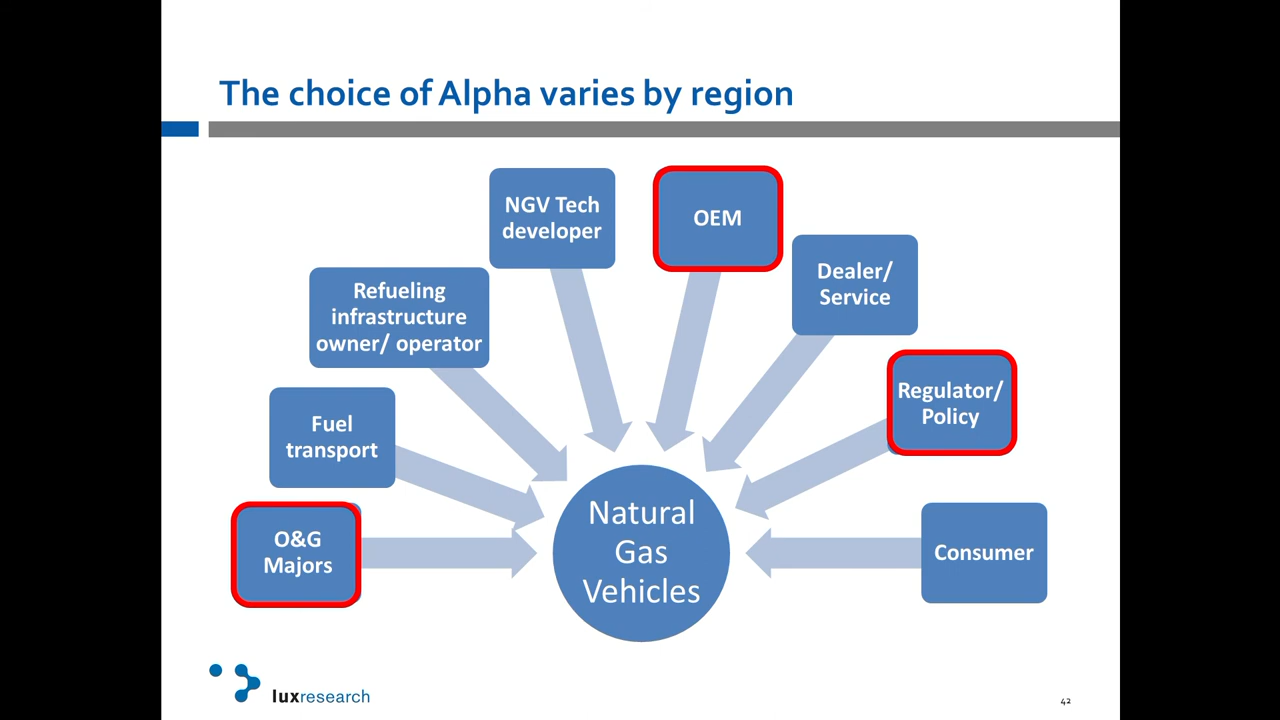 The choice of Alpha varies by region
NGV Tech
developer
OEM
Dealer/
Service
Refueling
infrastructure
owner/ operator
Regulator/
Policy
Fuel
transport
O&G
Majors
Natural
Gas
Vehicles
Consumer
luxresearch
42